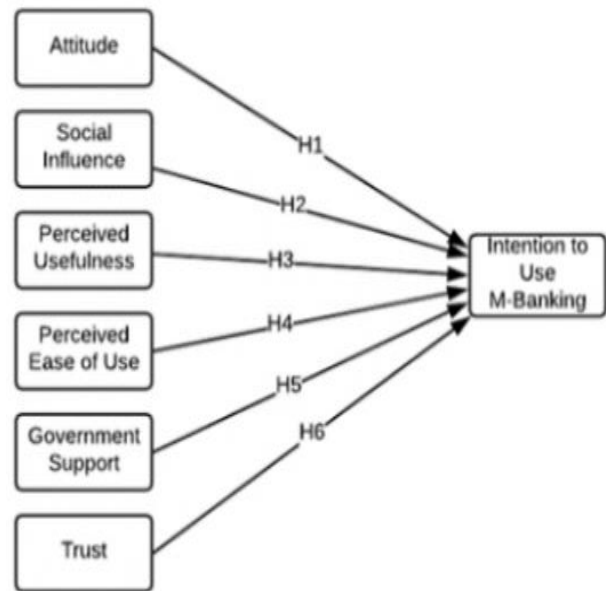 Attitude
H1
Social
Influence
H2
Perceived
Usefulness
H3
Intention to
Use
M-Banking
Perceived
Ease of Use
H4
Government
Support
H5
Trust
H6